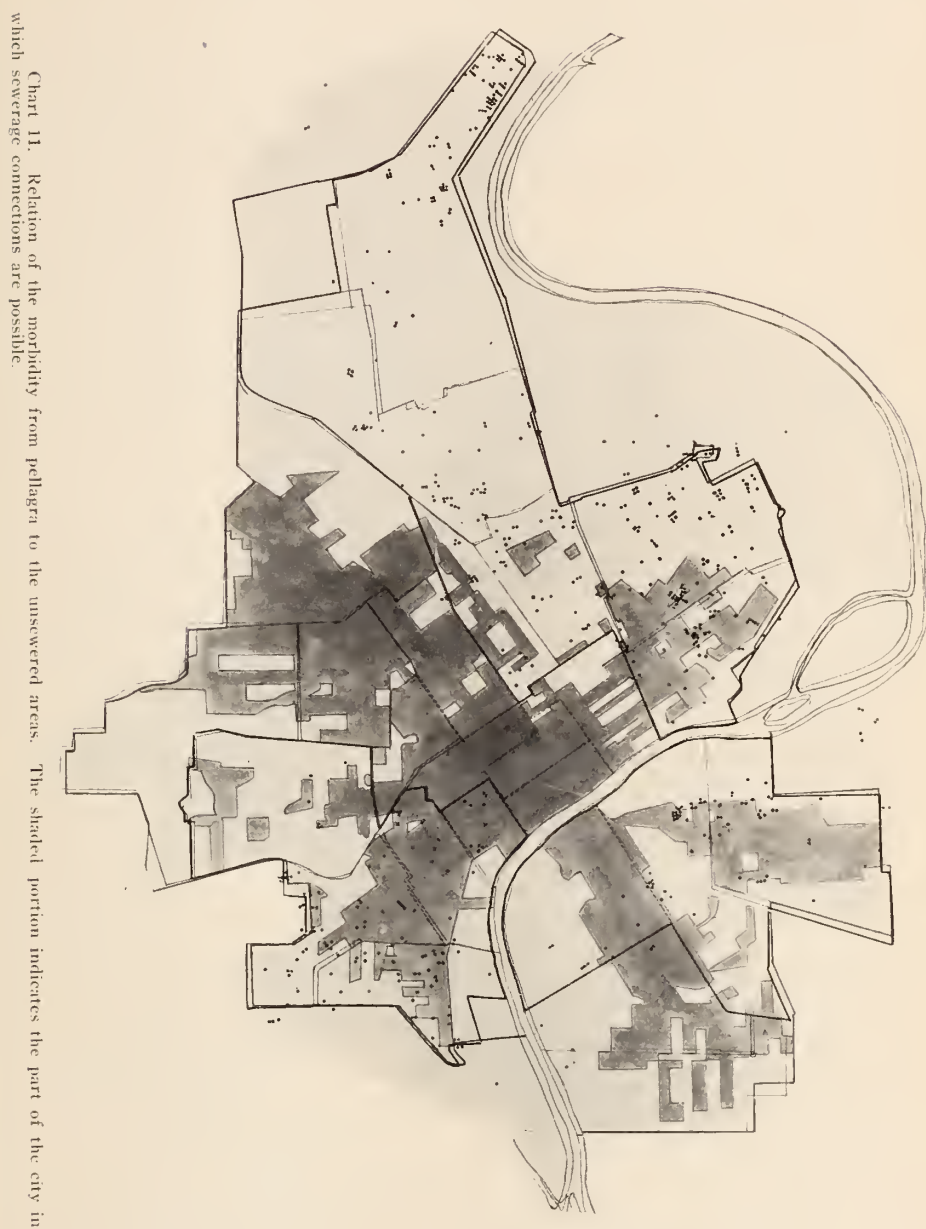 Chart 11. Relation of the morbidity from pellagra to the unsewered areas. The shaded portion indicates the part of the city in
which sewerage connections are possible.